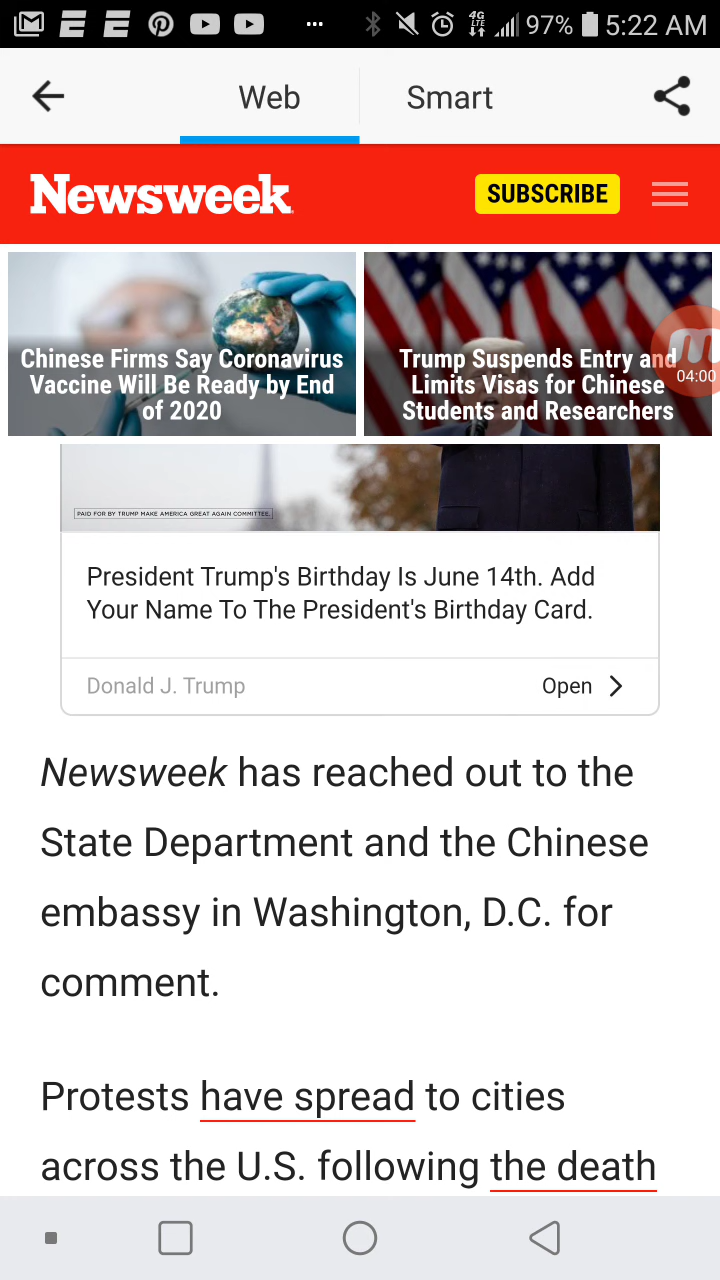 4G
LTE
97%
5:22 AM
Web
Smart
Newsweek
SUBSCRIBE
Chinese Firms Say Coronavirus
Vaccine Will Be Ready by End
of 2020
Trump Suspends Entry and
Limits Visas for Chinese
Students and Researchers
04:00
PAID FOR BY TRUMP MAKE AMERICA GREAT AGAIN COMMITTEE.
President Trump's Birthday Is June 14th. Add
Your Name To The President's Birthday Card.
Donald J. Trump
Open
Newsweek has reached out to the
State Department and the Chinese
embassy in Washington, D.C. for
comment.
Protests have spread to cities
across the U.S. following the death